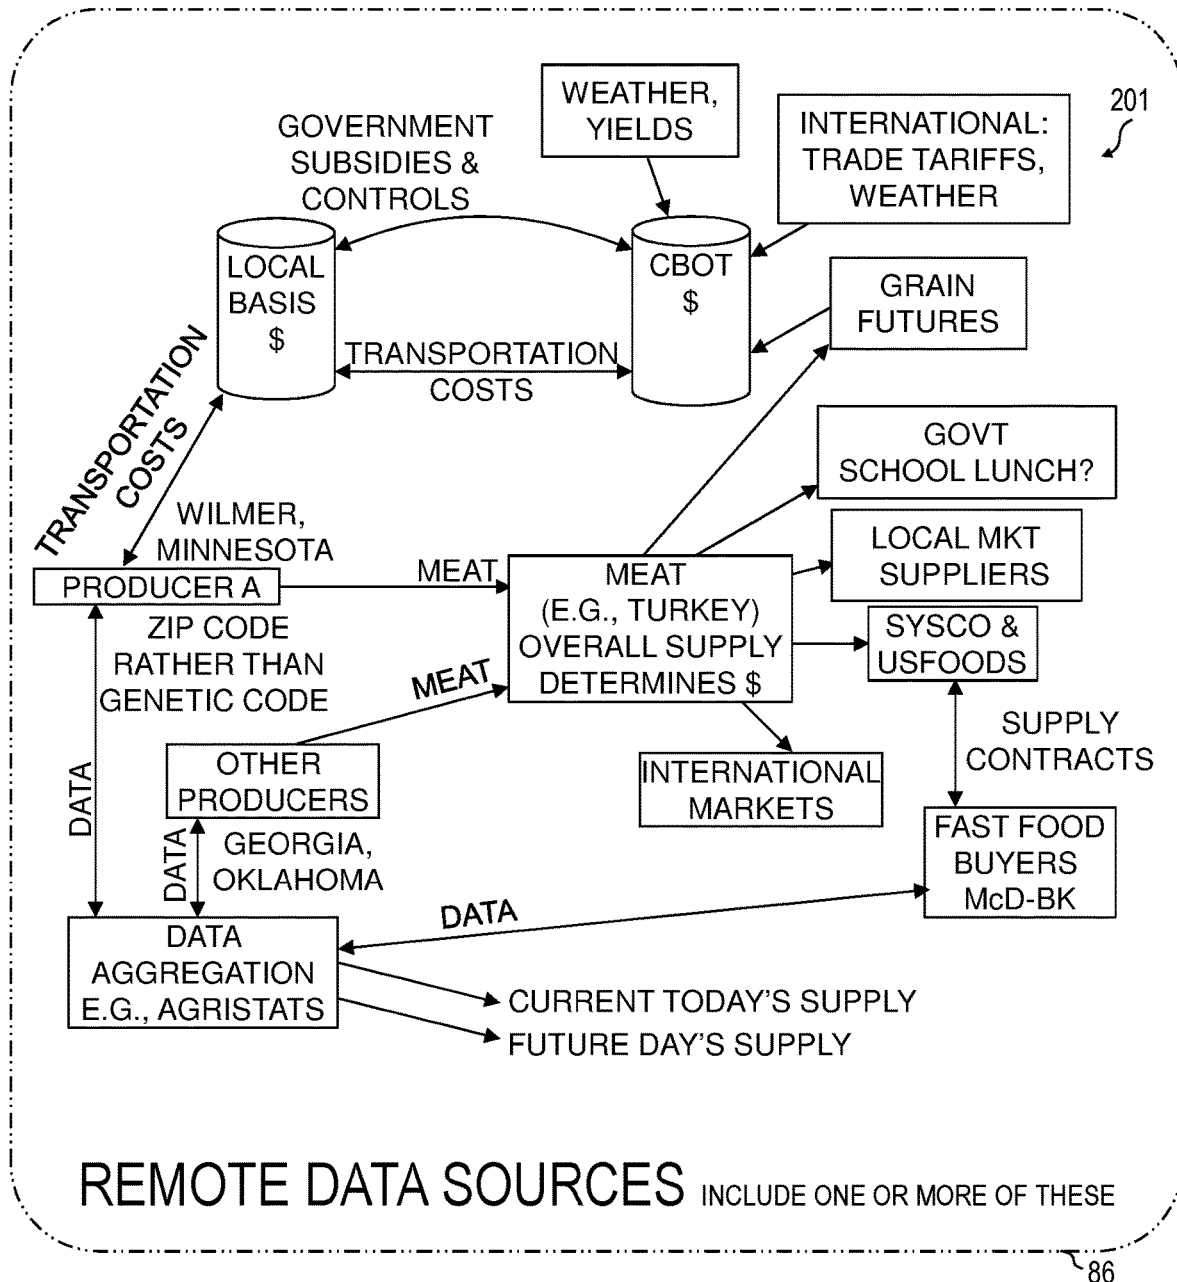 WEATHER,
YIELDS
201
INTERNATIONAL:
TRADE TARIFFS,
WEATHER
GOVERNMENT
SUBSIDIES &
CONTROLS
LOCAL
BASIS
$
CBOT
$
GRAIN
FUTURES
TRANSPORTATION
COSTS
TRANSPORTATION
COSTS
GOVT
SCHOOL LUNCH?
WILMER,
MINNESOTA
PRODUCER A
MEAT
MEAT
(E.G., TURKEY)
OVERALL SUPPLY
DETERMINES $
LOCAL MKT
SUPPLIERS
ZIP CODE
RATHER THAN
GENETIC CODE
SYSCO &
USFOODS
MEAT
SUPPLY
CONTRACTS
OTHER
PRODUCERS
INTERNATIONAL
MARKETS
DATA
DATA
GEORGIA,
OKLAHOMA
FAST FOOD
BUYERS
McD-BK
DATA
DATA
AGGREGATION
E.G., AGRISTATS
CURRENT TODAY'S SUPPLY
FUTURE DAY'S SUPPLY
REMOTE DATA SOURCES INCLUDE ONE OR MORE OF THESE
86